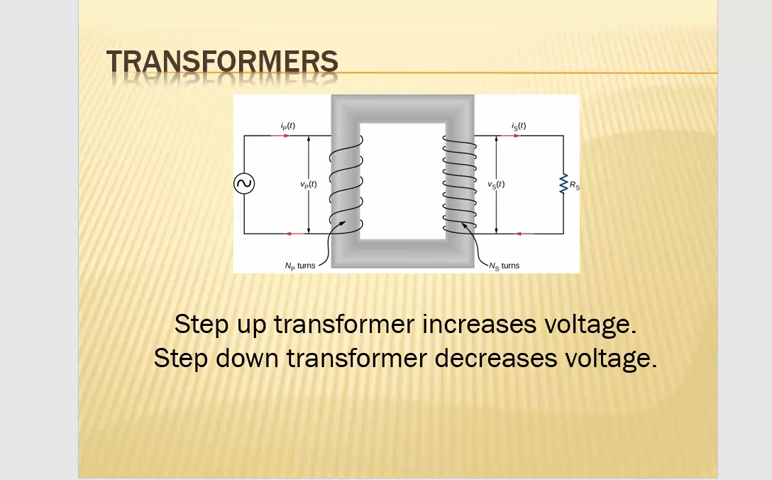 TRANSFORMERS
iP(t)
iS(t)
vP(t)
vS(t)
RS
NP turns
NS turns
Step up transformer increases voltage.
Step down transformer decreases voltage.